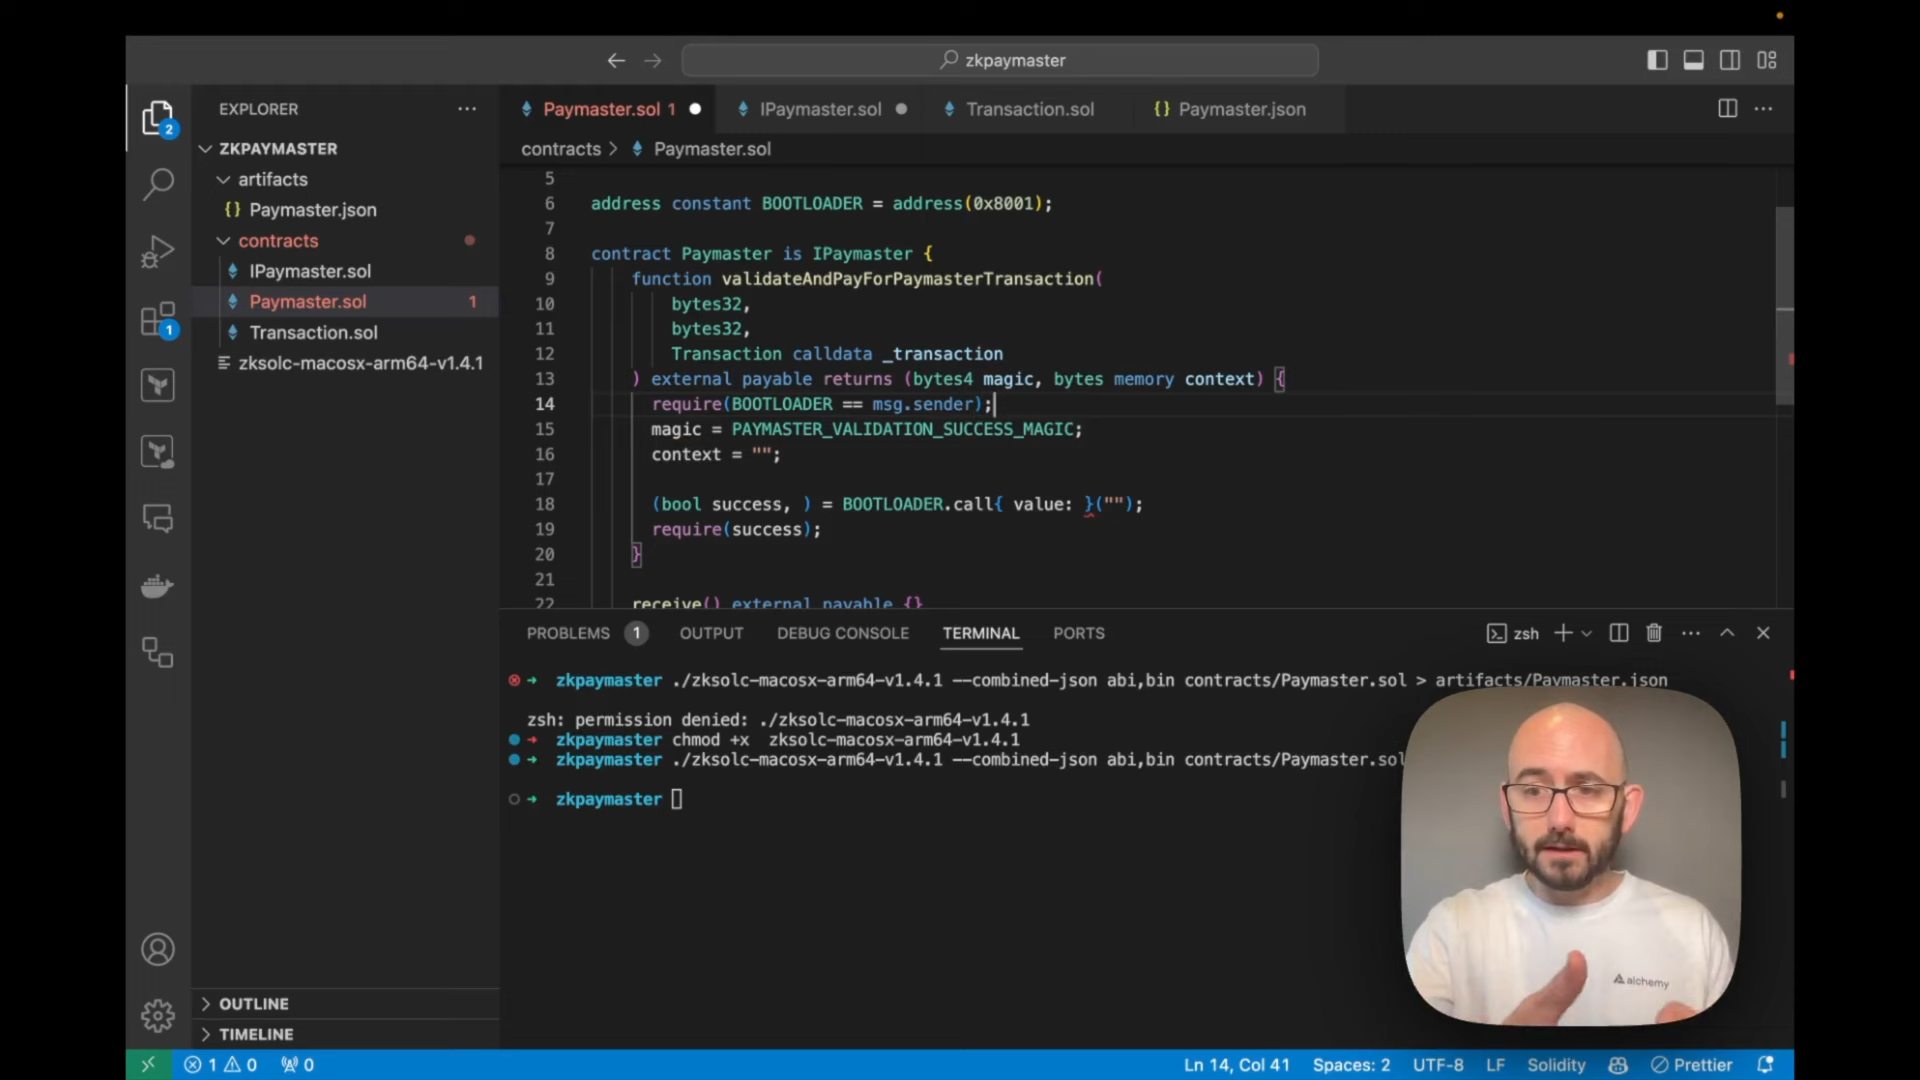 zkpaymaster
EXPLORER
ZKPAYMASTER
artifacts
{} Paymaster.json
contracts
IPaymaster.sol
Paymaster.sol 1
Transaction.sol
zksolc-macosx-arm64-v1.4.1
OUTLINE
TIMELINE
2
1
Paymaster.sol 1
IPaymaster.sol
Transaction.sol
{} Paymaster.json
contracts > Paymaster.sol
5
6 address constant BOOTLOADER = address(0x8001);
7
8 contract Paymaster is IPaymaster {
9 function validateAndPayForPaymasterTransaction(
10 bytes32,
11 bytes32,
12 Transaction calldata _transaction
13 ) external payable returns (bytes4 magic, bytes memory context) {
14 require(BOOTLOADER == msg.sender);
15 magic = PAYMASTER_VALIDATION_SUCCESS_MAGIC;
16 context = "";
17
18 (bool success, ) = BOOTLOADER.call{ value: }("");
19 require(success);
20 }
21
22 receive() external payable {}
PROBLEMS 1 OUTPUT DEBUG CONSOLE TERMINAL PORTS zsh
zkpaymaster ./zksolc-macosx-arm64-v1.4.1 --combined-json abi,bin contracts/Paymaster.sol > artifacts/Paymaster.json
zsh: permission denied: ./zksolc-macosx-arm64-v1.4.1
zkpaymaster chmod +x  zksolc-macosx-arm64-v1.4.1
zkpaymaster ./zksolc-macosx-arm64-v1.4.1 --combined-json abi,bin contracts/Paymaster.sol
zkpaymaster
alchemy
1 0 0 Ln 14, Col 41 Spaces: 2 UTF-8 LF Solidity Prettier